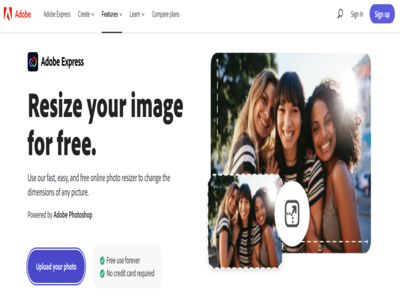 Adobe
Adobe Express
Create
Features
Learn
Compare plans
Sign In
Sign up
Adobe Express
Resize your image
for free.
Use our fast, easy, and free online photo resizer to change the
dimensions of any picture.
Powered by Adobe Photoshop
Upload your photo
Free use forever
No credit card required